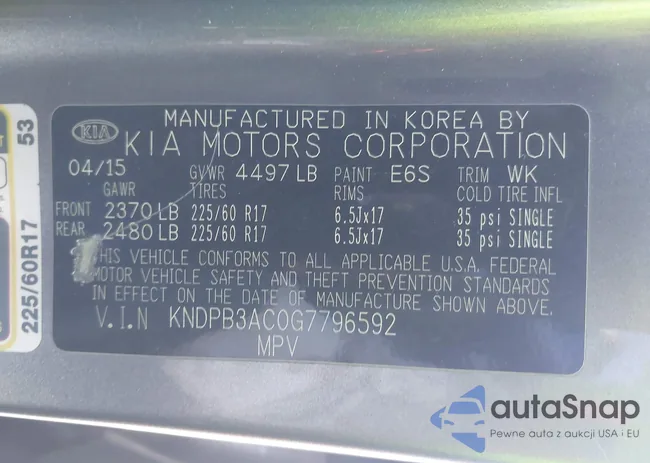 MANUFACTURED IN KOREA BY
KIA KIA MOTORS CORPORATION
04/15 GVWR 4497 LB PAINT E6S TRIM WK
GAWR TIRES RIMS COLD TIRE INFL
FRONT 2370 LB 225/60 R17 6.5Jx17 35 psi SINGLE
REAR 2480 LB 225/60 R17 6.5Jx17 35 psi SINGLE
THIS VEHICLE CONFORMS TO ALL APPLICABLE U.S.A. FEDERAL
MOTOR VEHICLE SAFETY AND THEFT PREVENTION STANDARDS
IN EFFECT ON THE DATE OF MANUFACTURE SHOWN ABOVE.
V.I.N KNDPB3AC0G7796592
MPV
53
225/60R17
autaSnap
Pewne auta z aukcji USA i EU